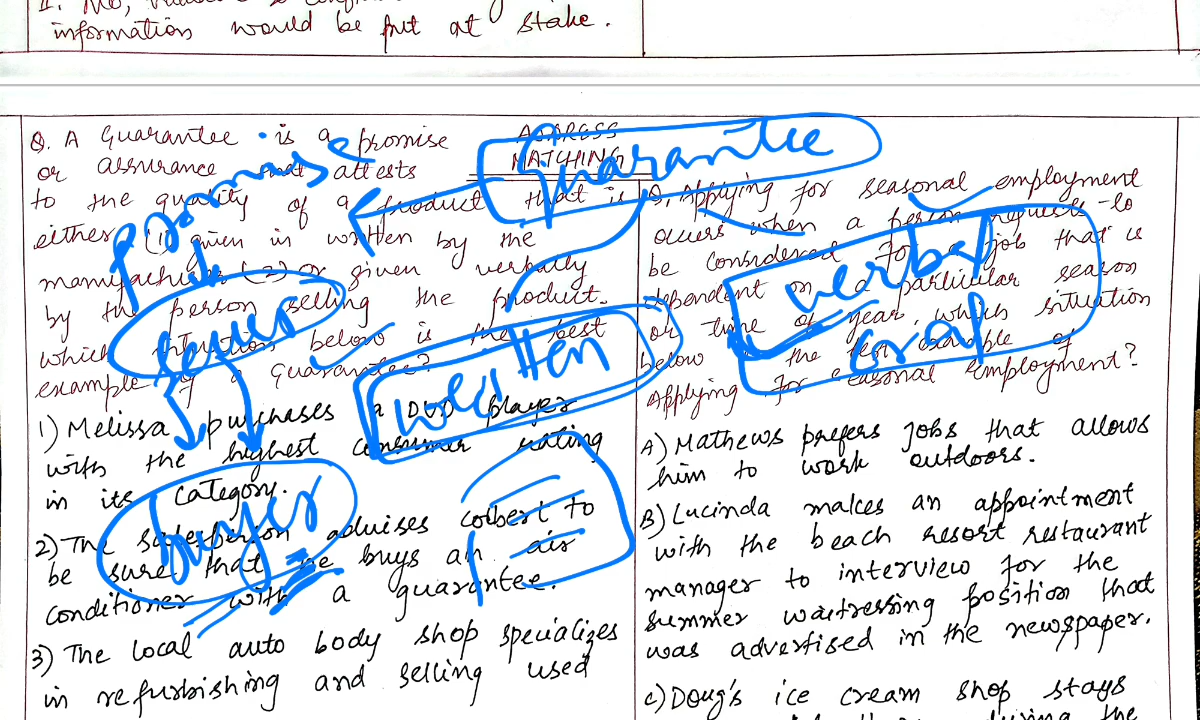 information would be put at stake.
Q. A Guarantee is a promise
or assurance that attests
to the quality of a product that is
either (1) given in written by the
manufacturer (2) or given verbally
by the person selling the product.
which situation below is the best
example of a Guarantee?
1) Melissa purchases a DVD player
with the highest consumer rating
in its category.
2) The salesperson advises Colbert to
be sure that he buys an air
conditioner with a guarantee.
3) The local auto body shop specializes
in refurbishing and selling used
ADDRESS
MATCHING
Q. Applying for seasonal employment
occurs when a person requests to
be considered for a job that is
dependent on a particular season
or time of year, which situation
below is the best example of
Applying for seasonal employment?
A) Mathews prefers jobs that allows
him to work outdoors.
B) Lucinda makes an appointment
with the beach resort restaurant
manager to interview for the
summer waitressing position that
was advertised in the newspaper.
C) Doug's ice cream shop stays
the
Guarantee
promise
buyer
written
verbal
oral